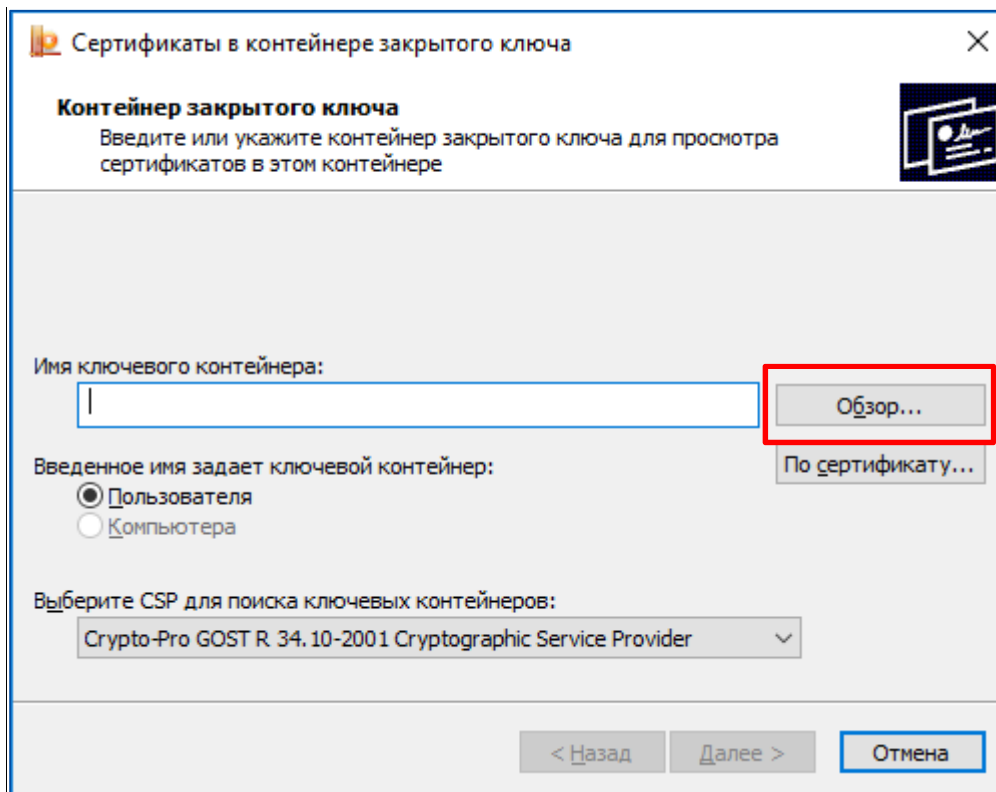 Сертификаты в контейнере закрытого ключа
Контейнер закрытого ключа
Введите или укажите контейнер закрытого ключа для просмотра
сертификатов в этом контейнере
Имя ключевого контейнера:
Обзор...
Введенное имя задает ключевой контейнер:
По сертификату...
Пользователя
Компьютера
Выберите CSP для поиска ключевых контейнеров:
Crypto-Pro GOST R 34.10-2001 Cryptographic Service Provider
< Назад
Далее >
Отмена